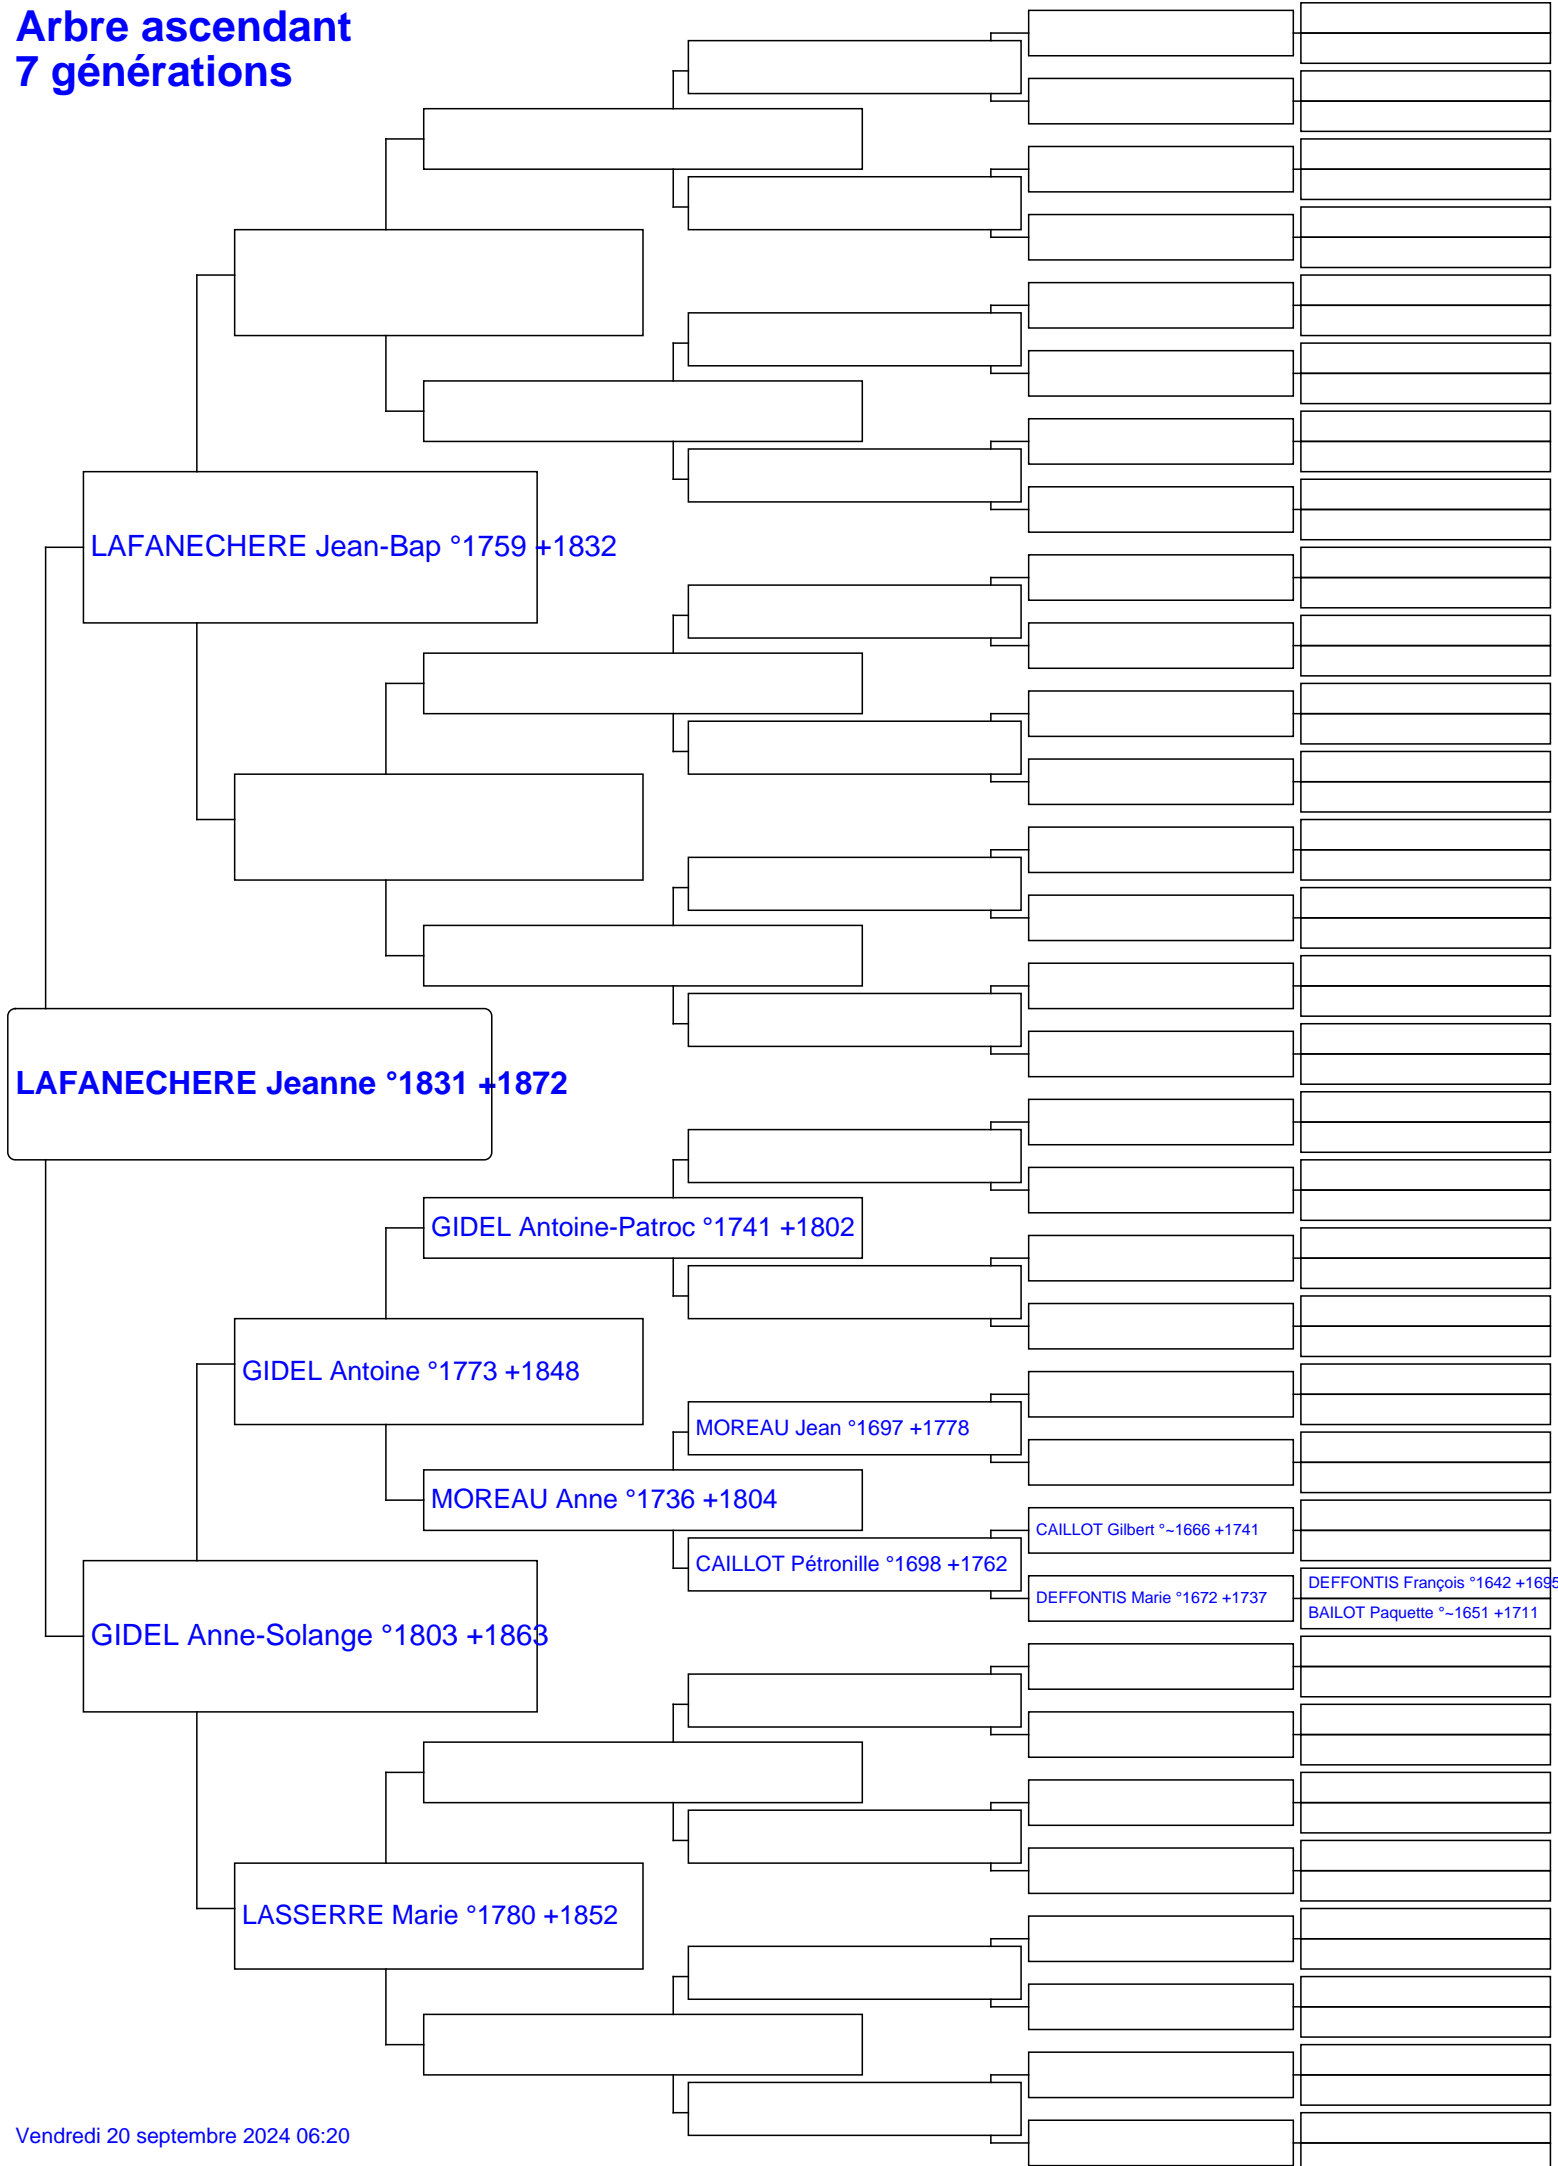 Arbre ascendant
7 générations
LAFANECHERE Jean-Bap °1759 +1832
LAFANECHERE Jeanne °1831 +1872
GIDEL Antoine-Patroc °1741 +1802
GIDEL Antoine °1773 +1848
MOREAU Jean °1697 +1778
MOREAU Anne °1736 +1804
CAILLOT Gilbert °~1666 +1741
CAILLOT Pétronille °1698 +1762
DEFFONTIS François °1642 +1695
DEFFONTIS Marie °1672 +1737
BAILOT Paquette °~1651 +1711
GIDEL Anne-Solange °1803 +1863
LASSERRE Marie °1780 +1852
Vendredi 20 septembre 2024 06:20